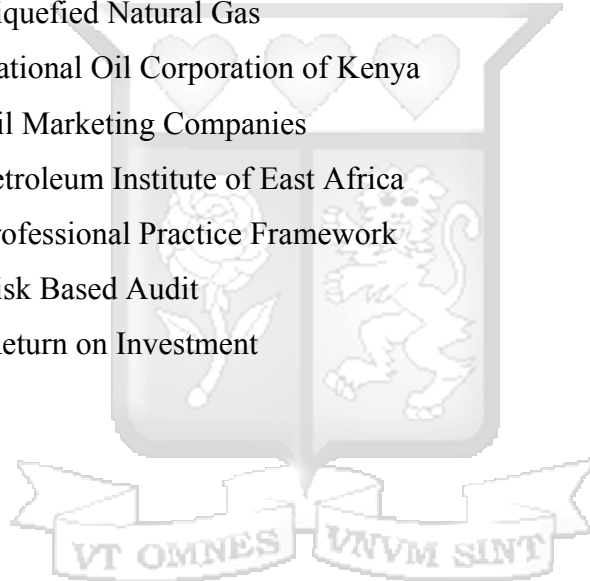 iquefied Natural Gas
ational Oil Corporation of Kenya
il Marketing Companies
etroleum Institute of East Africa
rofessional Practice Framework
isk Based Audit
eturn on Investment
VT OMNES VNVM SINT